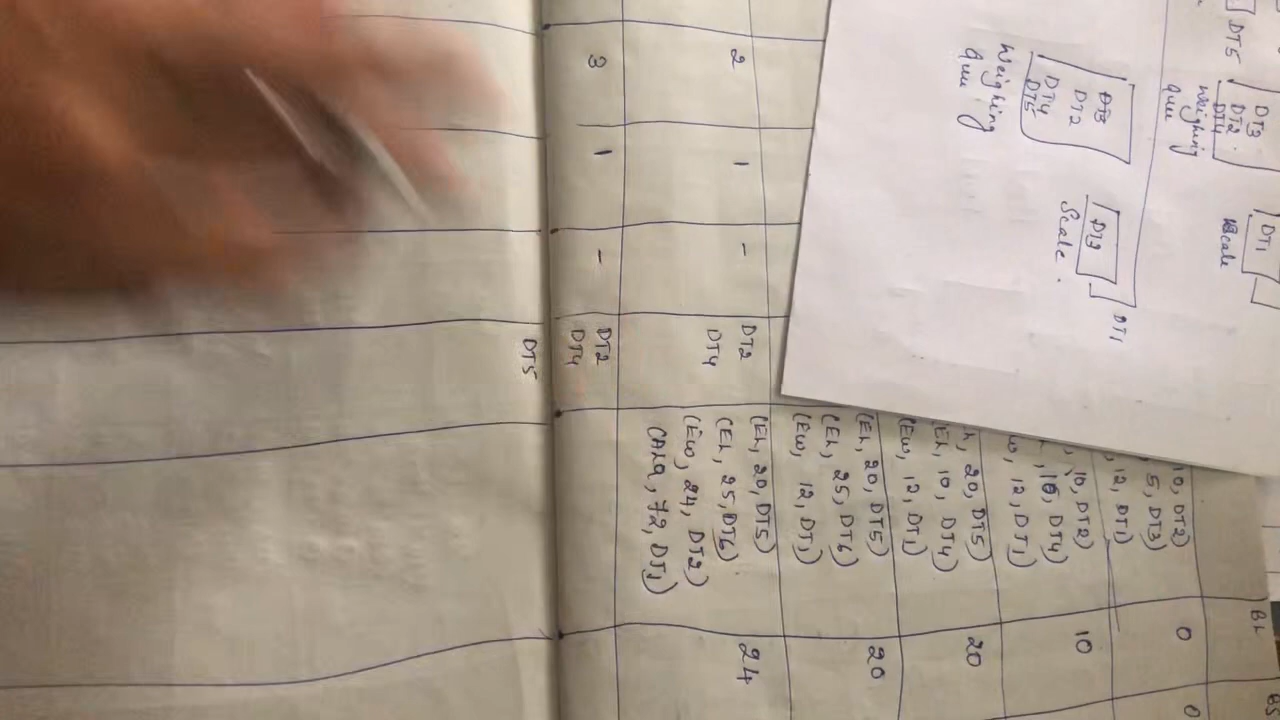 DT5
DT3
DT2
DT4
Weighing
que
DT1
Scale
DT3
DT2
DT4
DT5
Weighing
que
DT2
Scale.
DT1
BL
BS
10, DT2)
5, DT3)
12, DT1)
0
0
, 10, DT2)
, 10, DT4)
w, 12, DT1)
10
, 20, DT5)
EL, 10, DT4)
(EW, 12, DT1)
20
(EL, 20, DT5)
(EL, 25, DT6)
(EW, 12, DT1)
20
2 1 - DT2 (EL, 20, DT5) 24
DT4 (EL, 25, DT6)
(EW, 24, DT2)
(ALQ, 72, DT1)
3 1 - DT2
DT4
DT5